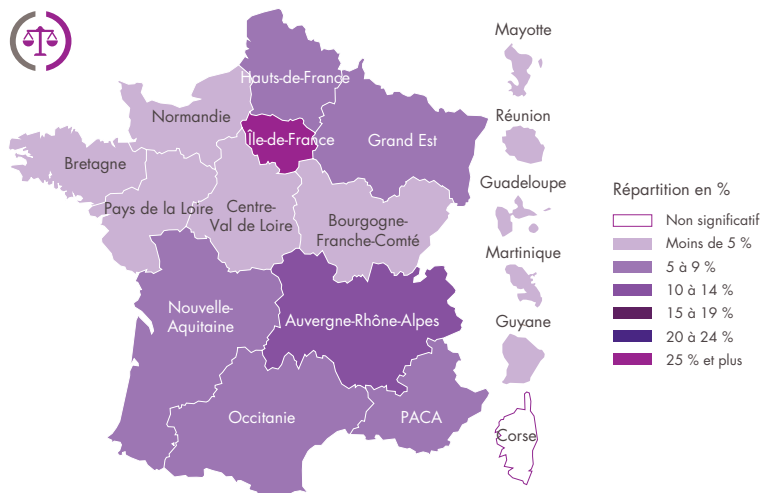 Mayotte
Hauts-de-France
Normandie
Réunion
Île-de-France
Grand Est
Bretagne
Guadeloupe
Pays de la Loire
Centre-
Val de Loire
Bourgogne-
Franche-Comté
Martinique
Nouvelle-
Aquitaine
Auvergne-Rhône-Alpes
Guyane
Occitanie
PACA
Corse
Répartition en %
Non significatif
Moins de 5 %
5 à 9 %
10 à 14 %
15 à 19 %
20 à 24 %
25 % et plus